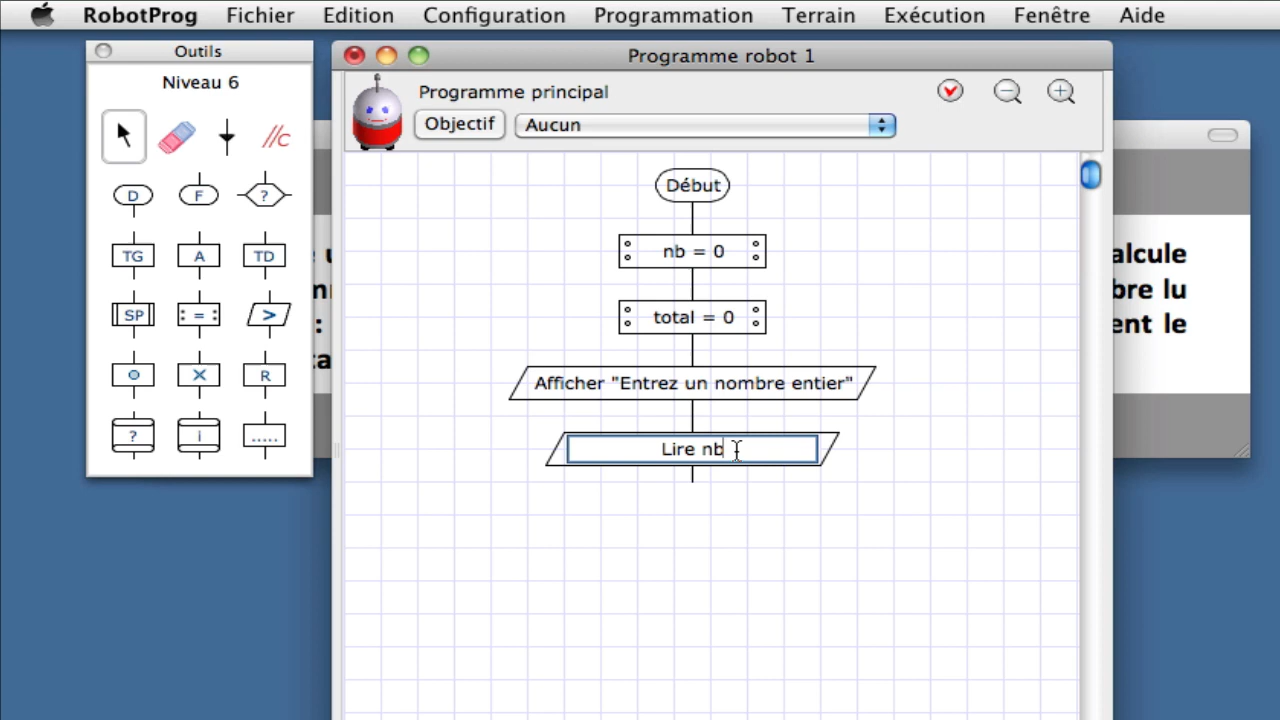 RobotProg Fichier Edition Configuration Programmation Terrain Exécution Fenêtre Aide
Outils
Niveau 6
//C
D F ?
TG A TD
SP : = : >
X R
? i .....
Programme robot 1
Programme principal
Objectif Aucun
Début
nb = 0
total = 0
Afficher "Entrez un nombre entier"
Lire nb
alcule
bre lu
:
ent le